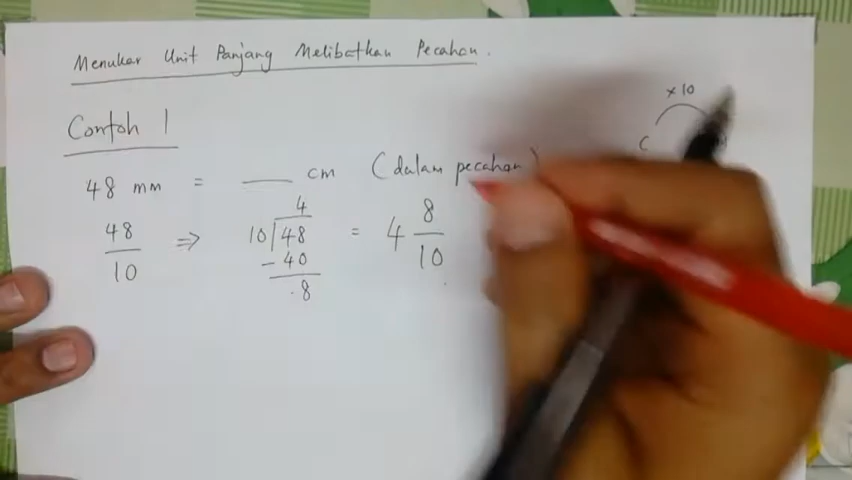 Menukar Unit Panjang Melibatkan Pecahan.
Contoh 1
×10
C
48 mm = ___ cm (dalam pecahan)
48/10 ⇒ 10)48 = 4 8/10
4
- 40
.8